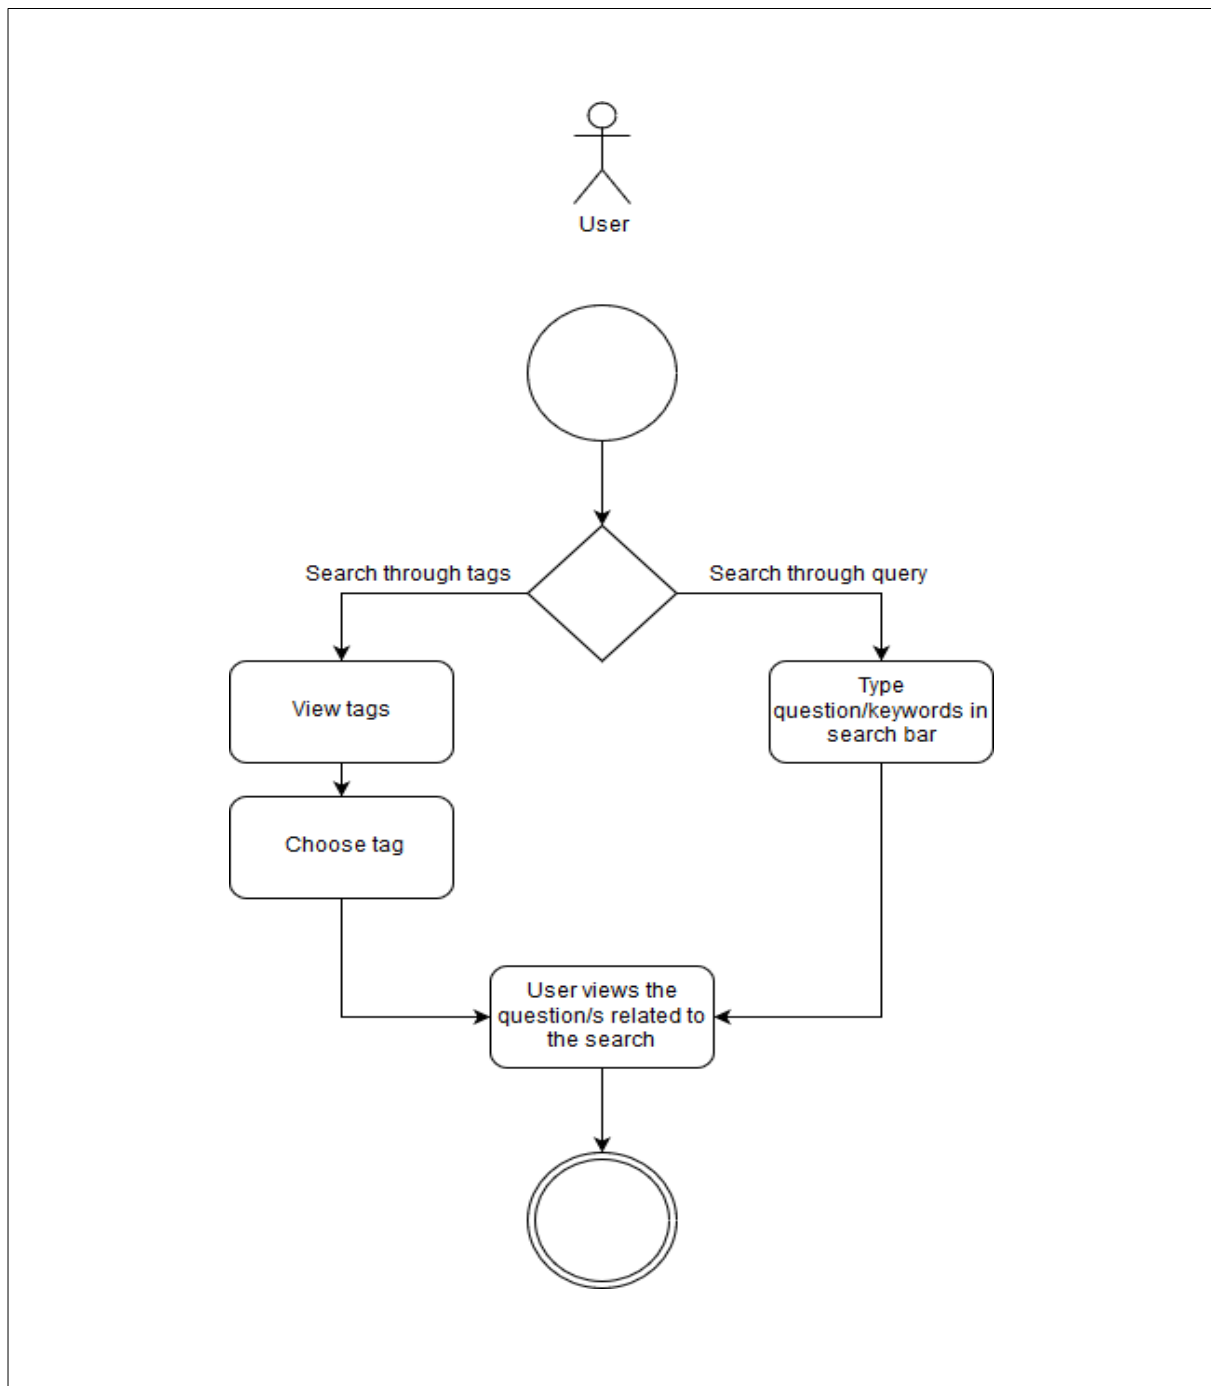 User
Search through tags
Search through query
View tags
Type
question/keywords in
search bar
Choose tag
User views the
question/s related to
the search